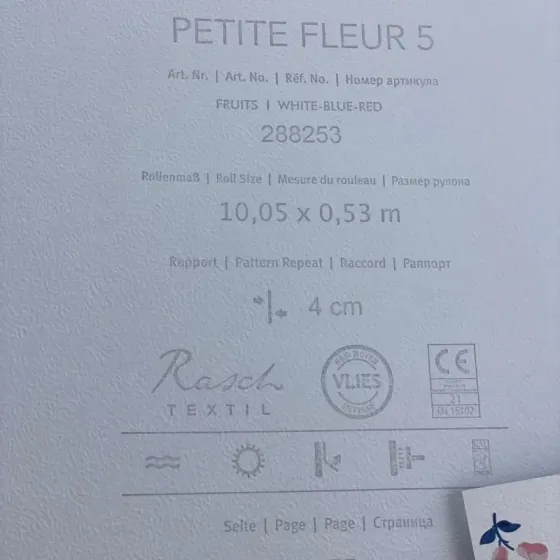 PETITE FLEUR 5
Art. Nr. | Art. No. | Réf. No. | Номер артикула
FRUITS | WHITE-BLUE-RED
288253
Rollenmaß | Roll Size | Mesure du rouleau | Размер рулона
10,05 x 0,53 m
Rapport | Pattern Repeat | Raccord | Раппорт
4 cm
Rasch
TEXTIL
VLIES
CE
21
Seite | Page | Page | Страница